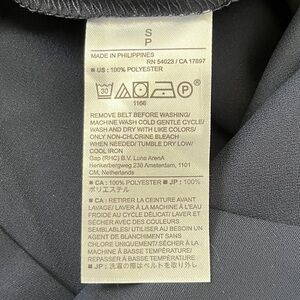 S
P
MADE IN PHILIPPINES
RN 54023 / CA 17897
■ US : 100% POLYESTER
30
P
1166
REMOVE BELT BEFORE WASHING/
MACHINE WASH COLD GENTLE CYCLE/
WASH AND DRY WITH LIKE COLORS/
ONLY NON-CHLORINE BLEACH
WHEN NEEDED/ TUMBLE DRY LOW/
COOL IRON
Gap (RHC) B.V. Luna ArenA
Herikerbergweg 238 Amsterdam, 1101
CM, Netherlands
■ CA : 100% POLYESTER ■ JP : 100%
ポリエステル
■ CA: RETIRER LA CEINTURE AVANT
LAVAGE/ LAVER A LA MACHINE À L'EAU
FROIDE AU CYCLE DÉLICAT/ LAVER ET
SÉCHER AVEC DES COULEURS
SEMBLABLES/ UTILISER AU BESOIN UN
AGENT DE BLANCHIMENT SANS CHLORE/
SÉCHER À LA MACHINE À BASSE
TEMPÉRATURE/
REPASSER À BASSE TEMPÉRATURE
■ JP : 洗濯の際はベルトを取り外し